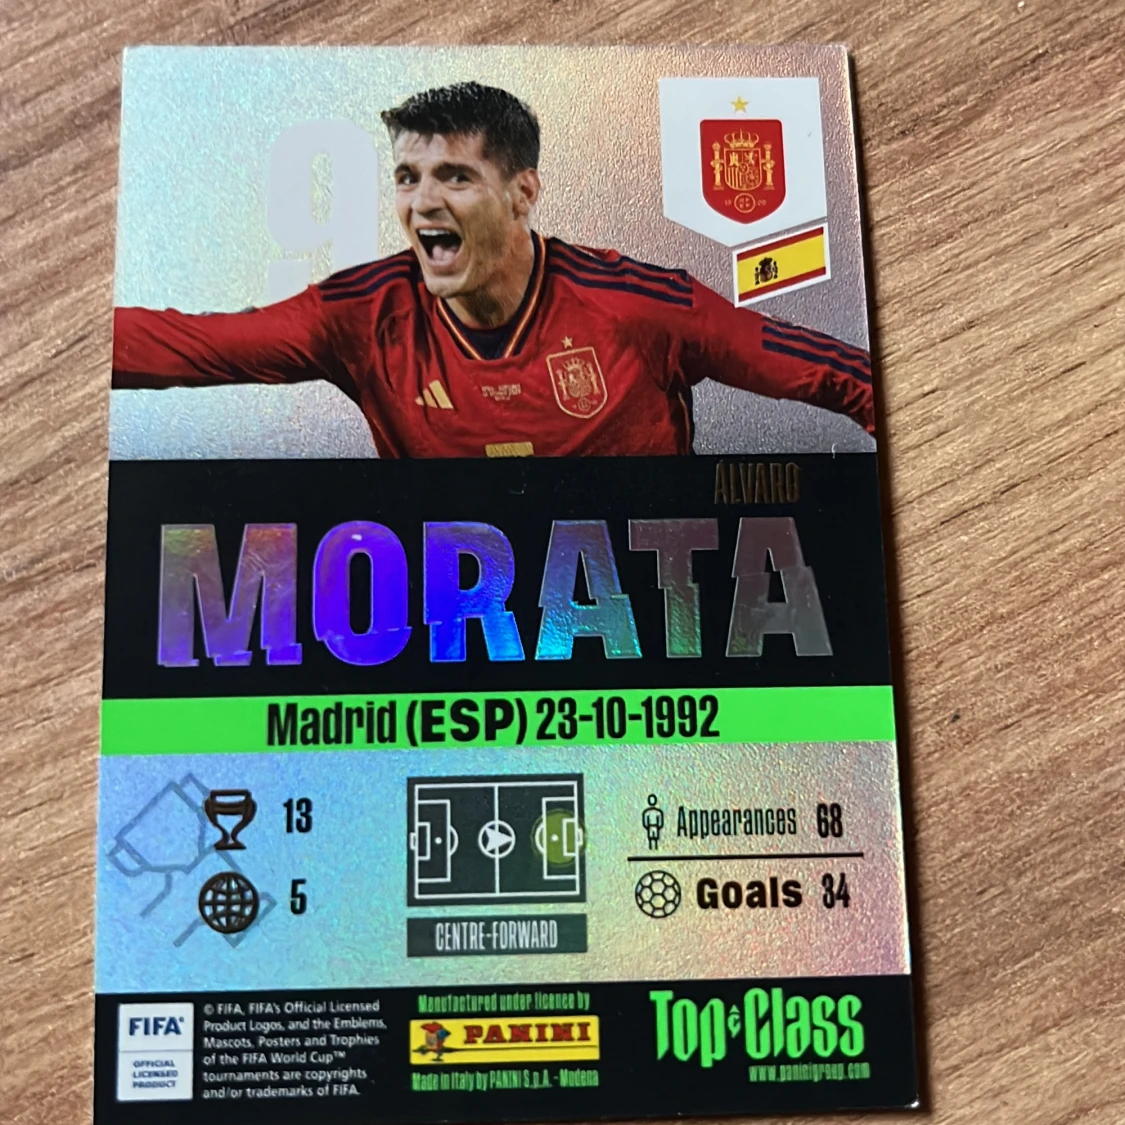 9
ÁLVARO
MORATA
Madrid (ESP) 23-10-1992
13
5
CENTRE-FORWARD
Appearances 68
Goals 34
FIFA®
OFFICIAL
LICENSED
PRODUCT
© FIFA, FIFA's Official Licensed
Product Logos, and the Emblems,
Mascots, Posters and Trophies
of the FIFA World Cup™
tournaments are copyrights
and/or trademarks of FIFA.
Manufactured under licence by
PANINI
Made in Italy by PANINI S.p.A. - Modena
Top Class
www.paninigroup.com